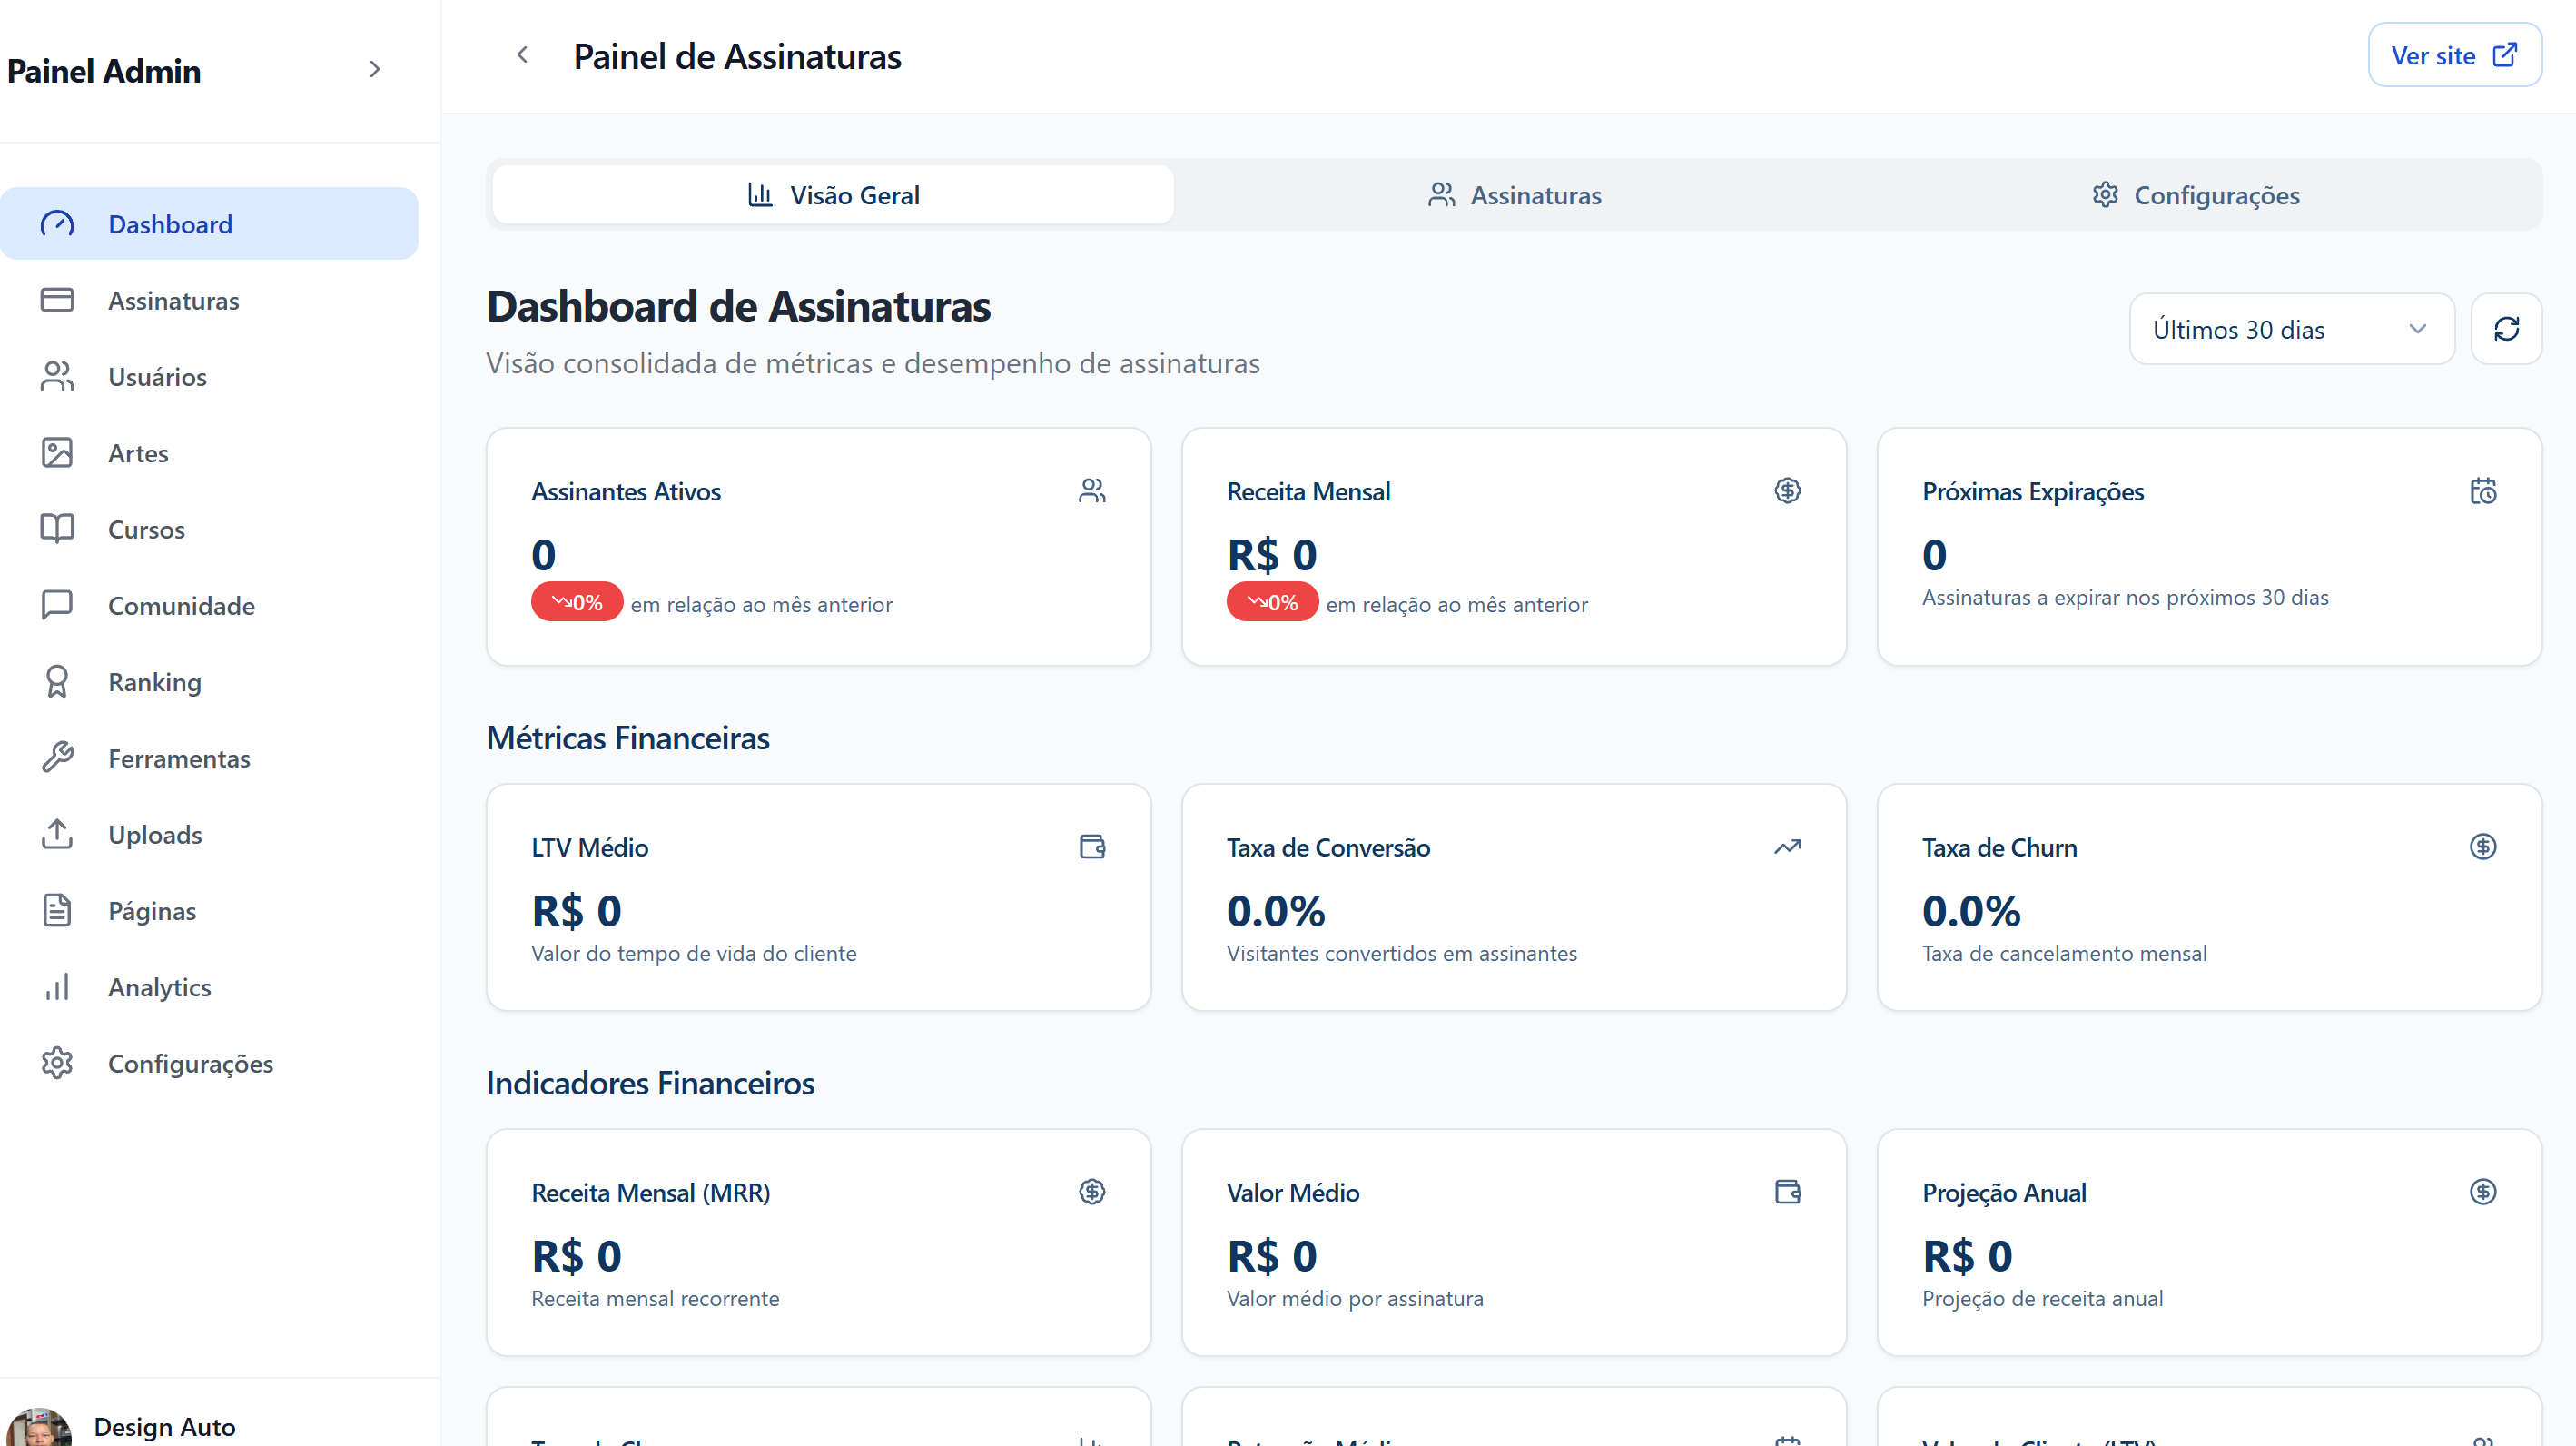 Painel Admin
Dashboard
Assinaturas
Usuários
Artes
Cursos
Comunidade
Ranking
Ferramentas
Uploads
Páginas
Analytics
Configurações
Design Auto
Painel de Assinaturas
Ver site
Visão Geral
Assinaturas
Configurações
Dashboard de Assinaturas
Visão consolidada de métricas e desempenho de assinaturas
Últimos 30 dias
Assinantes Ativos
0
0% em relação ao mês anterior
Receita Mensal
R$ 0
0% em relação ao mês anterior
Próximas Expirações
0
Assinaturas a expirar nos próximos 30 dias
Métricas Financeiras
LTV Médio
R$ 0
Valor do tempo de vida do cliente
Taxa de Conversão
0.0%
Visitantes convertidos em assinantes
Taxa de Churn
0.0%
Taxa de cancelamento mensal
Indicadores Financeiros
Receita Mensal (MRR)
R$ 0
Receita mensal recorrente
Valor Médio
R$ 0
Valor médio por assinatura
Projeção Anual
R$ 0
Projeção de receita anual